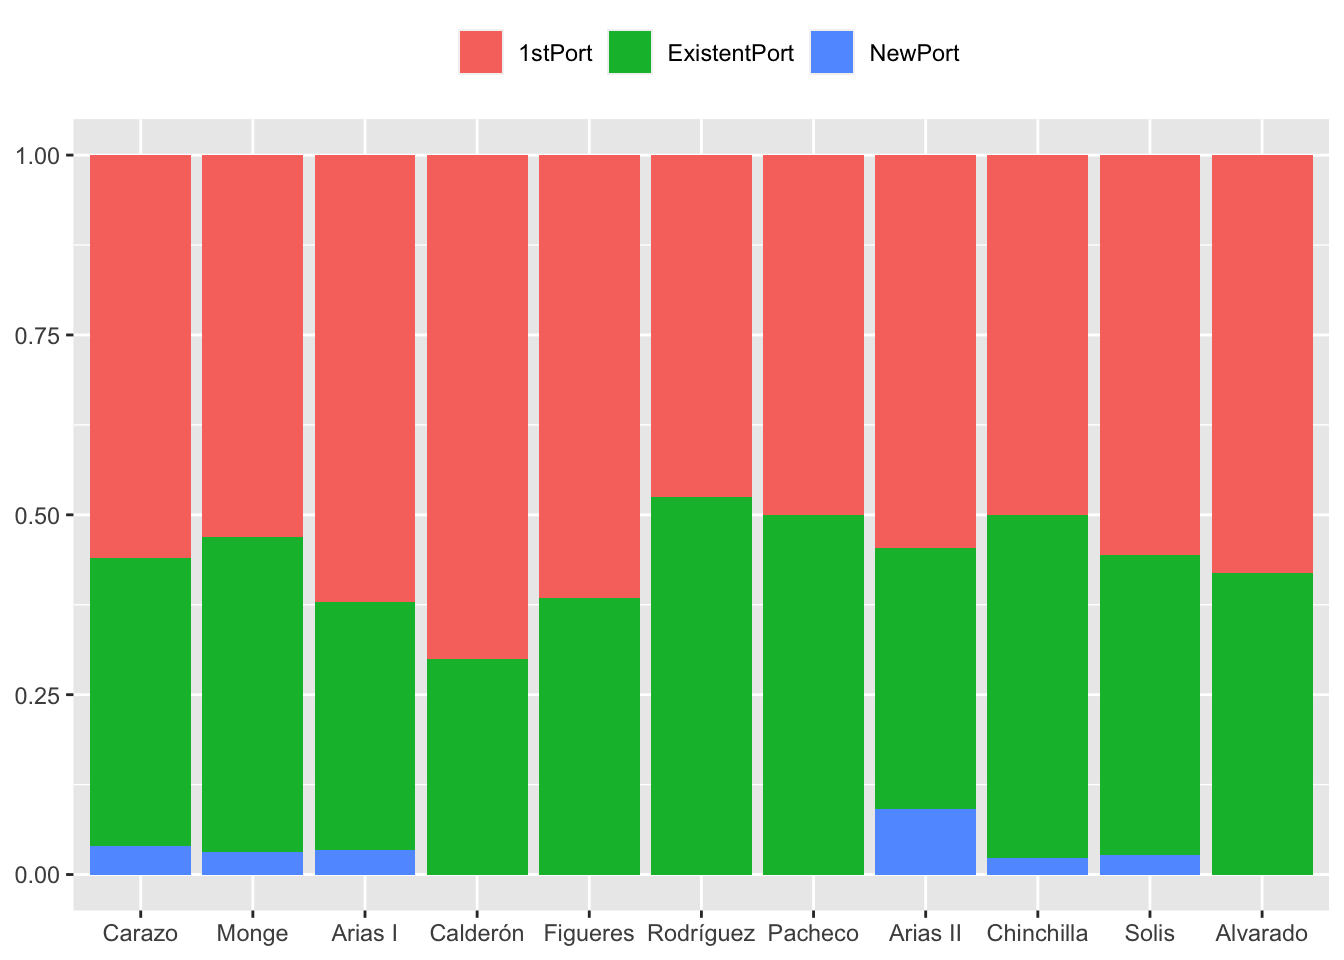 1stPort ExistentPort NewPort
1.00
0.75
0.50
0.25
0.00
Carazo Monge Arias I Calderón Figueres Rodríguez Pacheco Arias II Chinchilla Solis Alvarado